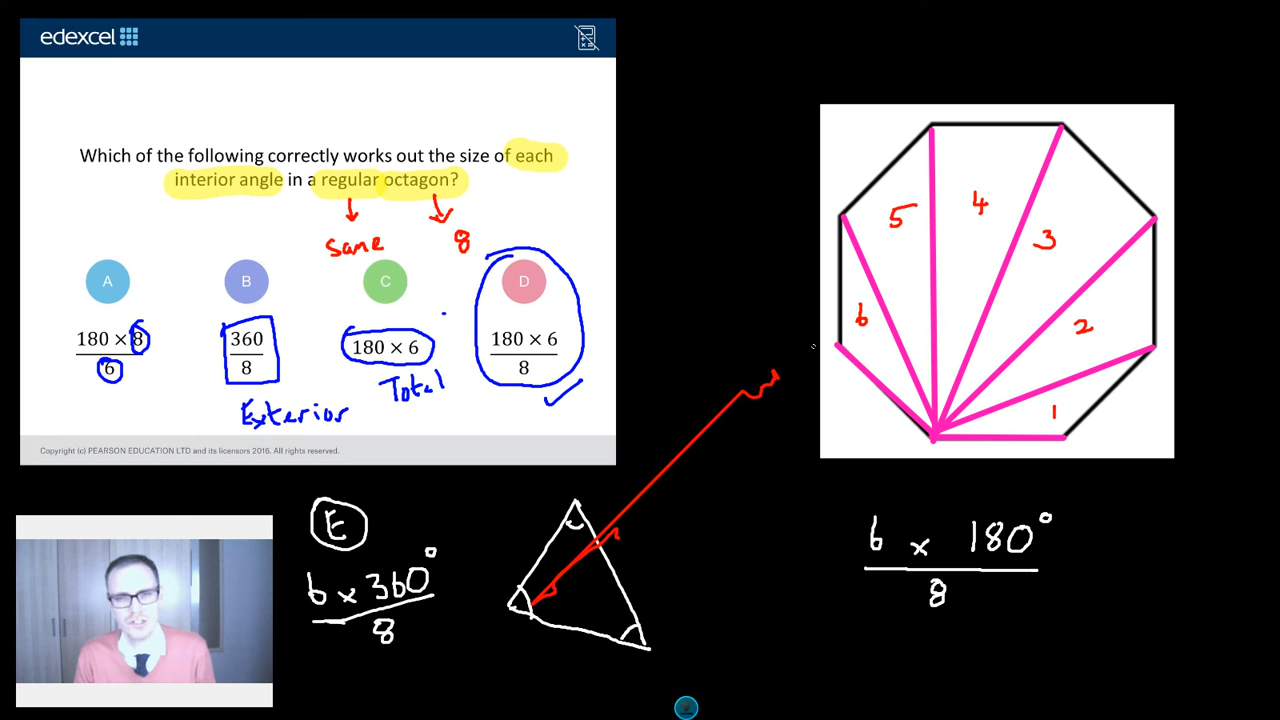 edexcel
Which of the following correctly works out the size of each
interior angle in a regular octagon?
same
8
A
B
C
D
180 × 8
6
360
8
180 × 6
180 × 6
8
Exterior
Total
Copyright (c) PEARSON EDUCATION LTD and its licensors 2016. All rights reserved.
5
4
3
6
2
1
E
6 × 360°
8
6 × 180°
8